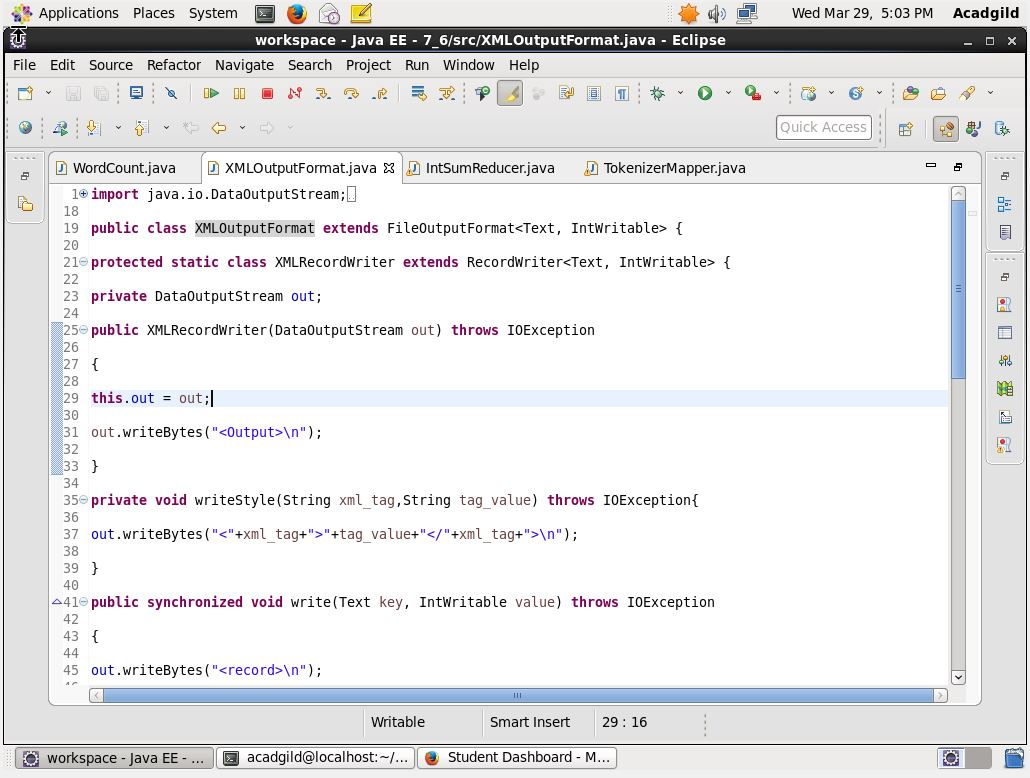 Applications Places System Wed Mar 29, 5:03 PM Acadgild
workspace - Java EE - 7_6/src/XMLOutputFormat.java - Eclipse
File Edit Source Refactor Navigate Search Project Run Window Help
Quick Access
WordCount.java XMLOutputFormat.java IntSumReducer.java TokenizerMapper.java
1 import java.io.DataOutputStream;
18
19 public class XMLOutputFormat extends FileOutputFormat<Text, IntWritable> {
20
21 protected static class XMLRecordWriter extends RecordWriter<Text, IntWritable> {
22
23 private DataOutputStream out;
24
25 public XMLRecordWriter(DataOutputStream out) throws IOException
26
27 {
28
29 this.out = out;
30
31 out.writeBytes("<Output>\n");
32
33 }
34
35 private void writeStyle(String xml_tag,String tag_value) throws IOException{
36
37 out.writeBytes("<"+xml_tag+">"+tag_value+"</"+xml_tag+">\n");
38
39 }
40
41 public synchronized void write(Text key, IntWritable value) throws IOException
42
43 {
44
45 out.writeBytes("<record>\n");
Writable Smart Insert 29 : 16
workspace - Java EE - ... acadgild@localhost:~/... Student Dashboard - M...